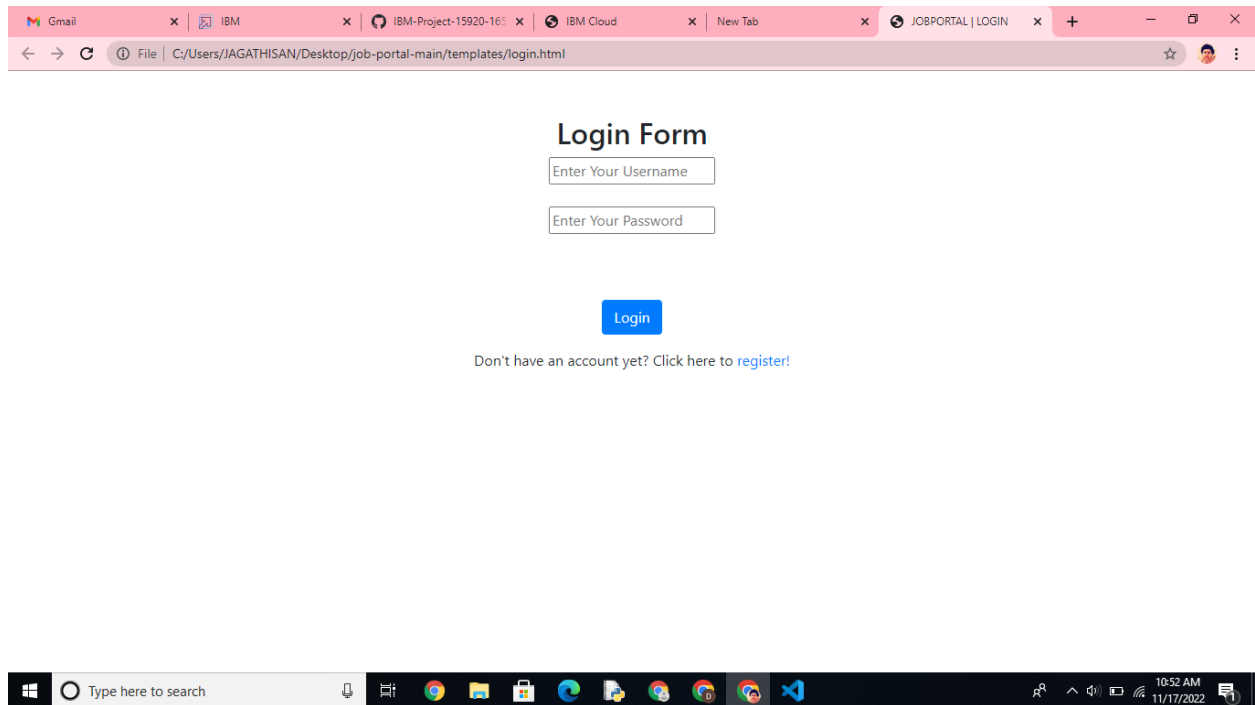 Gmail IBM IBM-Project-15920-165 IBM Cloud New Tab JOBPORTAL | LOGIN
File | C:/Users/JAGATHISAN/Desktop/job-portal-main/templates/login.html
Login Form
Enter Your Username
Enter Your Password
Login
Don't have an account yet? Click here to register!
Type here to search
10:52 AM
11/17/2022
1